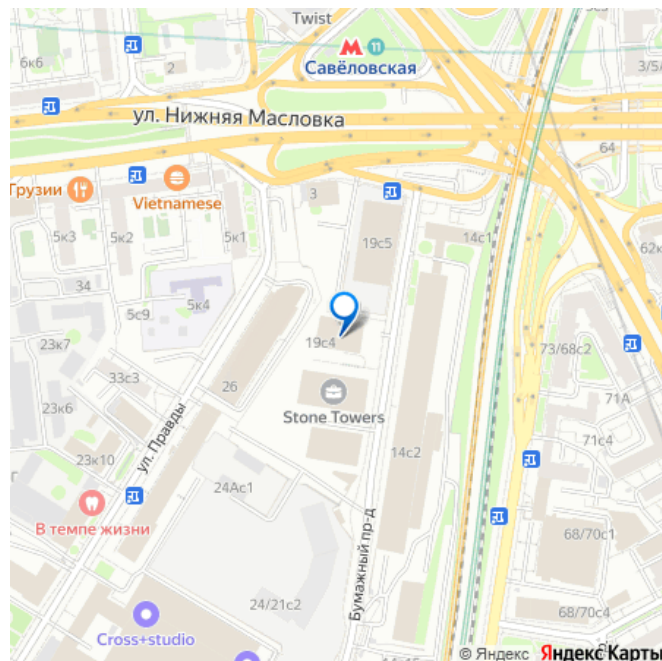 Twist
6к6
2
11
Савёловская
3/5/
ул. Нижняя Масловка
64
Грузии
Vietnamese
3
5к3
5к2
5к1
19с5
14с1
62к
34
5к4
5с9
23к7
19с4
73/68с2
33с3
26
71А
23к6
Stone Towers
ул. Правды
14с2
71с4
23к10
24Ас1
В темпе жизни
68/70с1
Бумажный пр-д
24/21с2
68/70с4
Cross+studio
© Яндекс Яндекс Карты